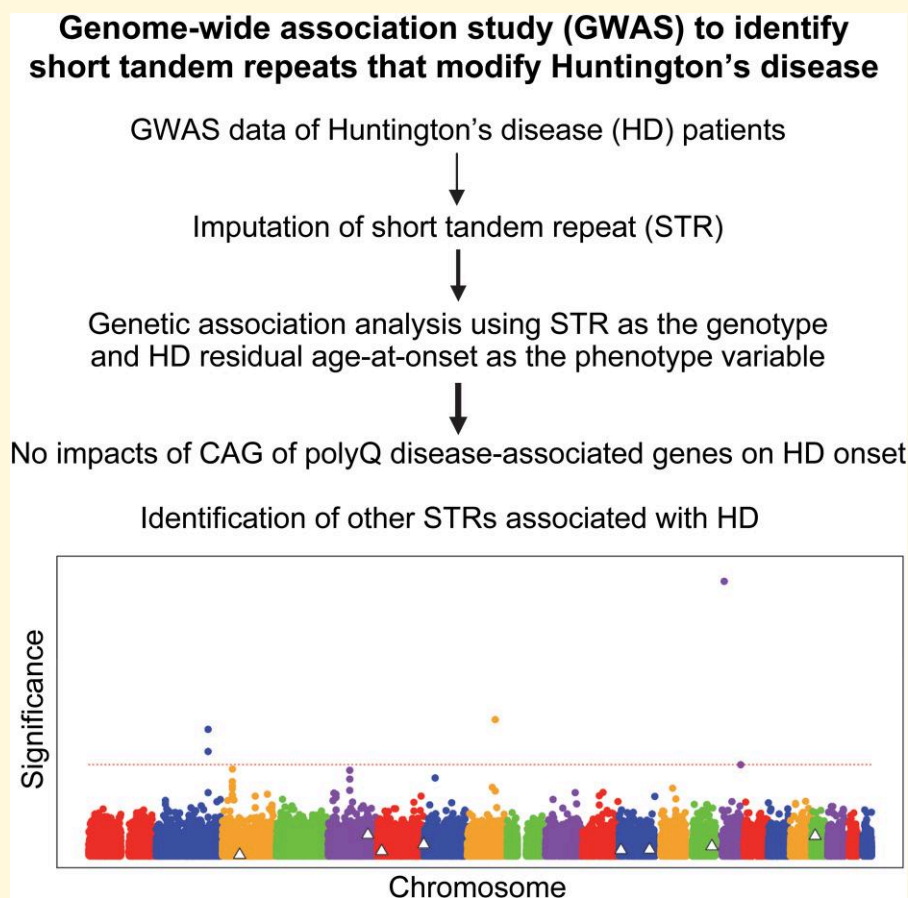 Genome-wide association study (GWAS) to identify
short tandem repeats that modify Huntington's disease
GWAS data of Huntington's disease (HD) patients
Imputation of short tandem repeat (STR)
Genetic association analysis using STR as the genotype
and HD residual age-at-onset as the phenotype variable
No impacts of CAG of polyQ disease-associated genes on HD onset
Identification of other STRs associated with HD
Significance
Chromosome